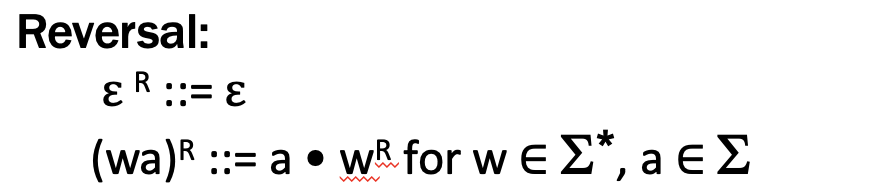 Reversal:
ε ᴿ ::= ε
(wa)ᴿ ::= a • wᴿ for w ∈ Σ*, a ∈ Σ